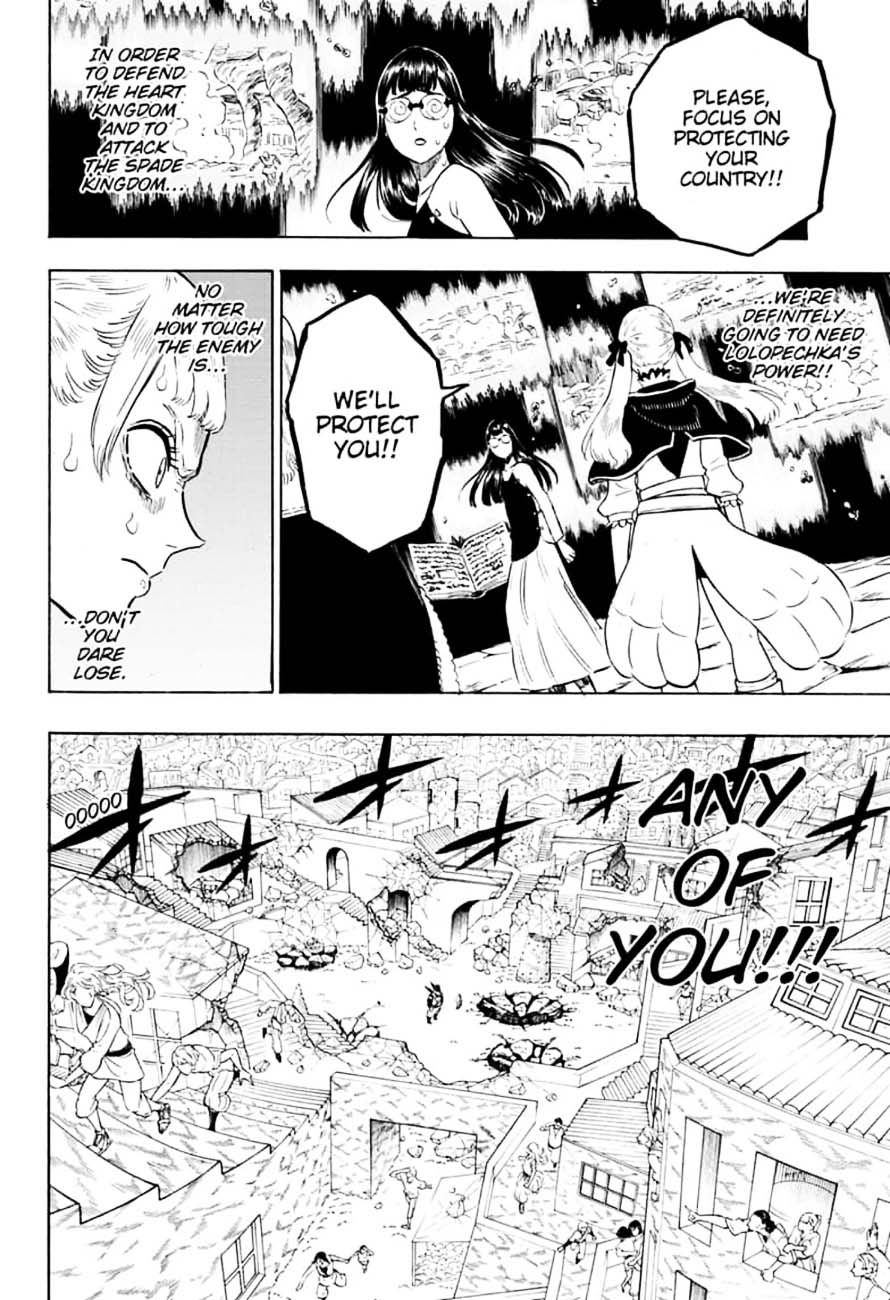 PLEASE,
FOCUS ON
PROTECTING
YOUR
COUNTRY!!
IN ORDER
TO DEFEND
THE HEART
KINGDOM
AND TO
ATTACK
THE SPADE
KINGDOM...
...WE'RE
DEFINITELY
GOING TO NEED
LOLOPECHKA'S
POWER!!
WE'LL
PROTECT
YOU!!
NO
MATTER
HOW TOUGH
THE ENEMY
IS...
...DON'T
YOU
DARE
LOSE.
ANY
OF
YOU!!!
OOOOO